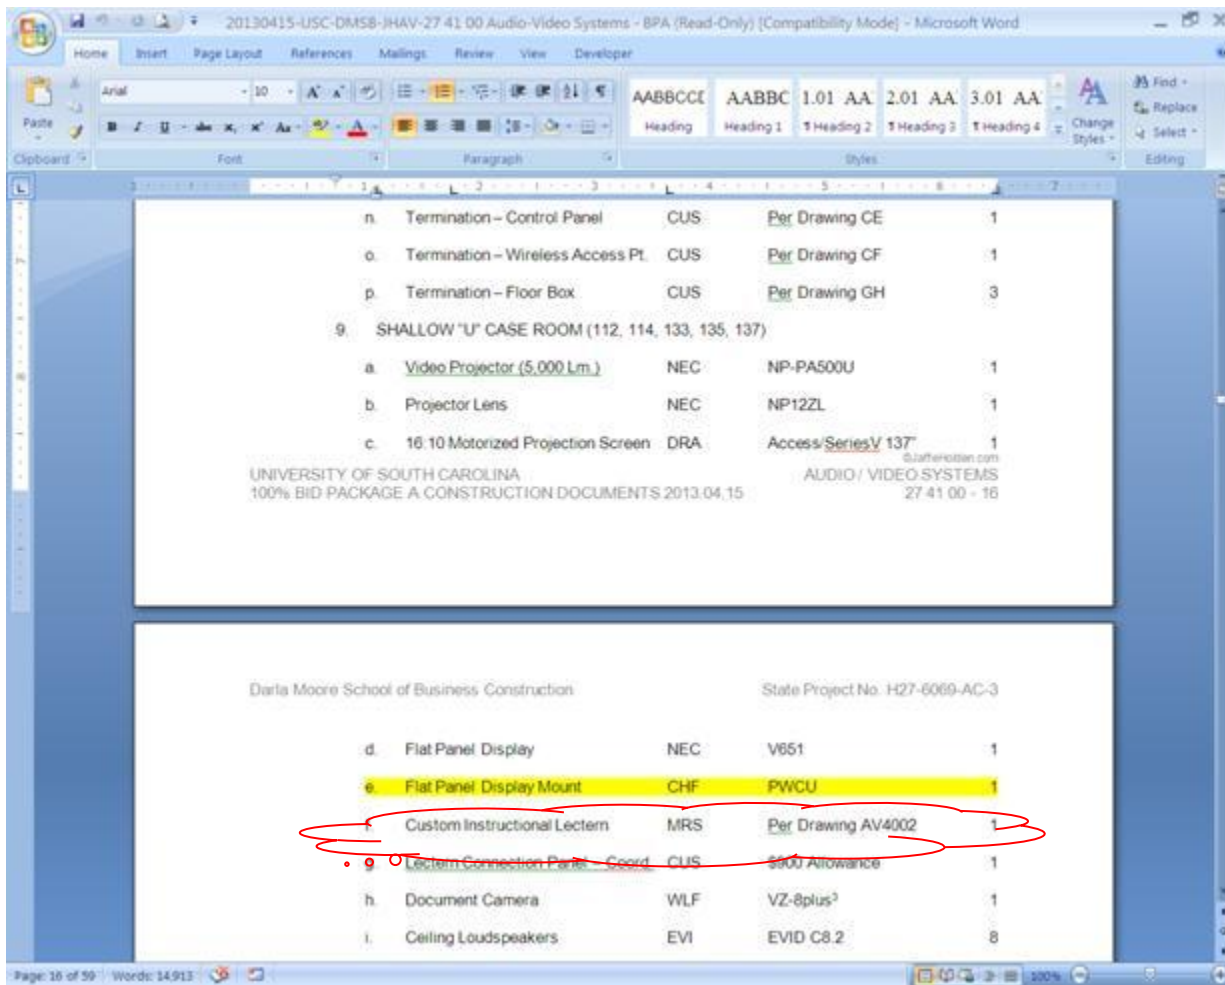 20130415-USC-DMSB-JHAV-27 41 00 Audio-Video Systems - BPA (Read-Only) [Compatibility Mode] - Microsoft Word
Home Insert Page Layout References Mailings Review View Developer
Paste
Arial 10
AABBCCD AABBC 1.01 AA 2.01 AA 3.01 AA
Heading Heading 1 ¶ Heading 2 ¶ Heading 3 ¶ Heading 4
Change Styles
Find
Replace
Select
Clipboard Font Paragraph Styles Editing
n. Termination – Control Panel CUS Per Drawing CE 1
o. Termination – Wireless Access Pt. CUS Per Drawing CF 1
p. Termination – Floor Box CUS Per Drawing GH 3
9. SHALLOW "U" CASE ROOM (112, 114, 133, 135, 137)
a. Video Projector (5,000 Lm.) NEC NP-PA500U 1
b. Projector Lens NEC NP12ZL 1
c. 16:10 Motorized Projection Screen DRA Access/SeriesV 137" 1
©JaffeHolden.com
UNIVERSITY OF SOUTH CAROLINA AUDIO / VIDEO SYSTEMS
100% BID PACKAGE A CONSTRUCTION DOCUMENTS 2013.04.15 27 41 00 - 16
Darla Moore School of Business Construction State Project No. H27-6069-AC-3
d. Flat Panel Display NEC V651 1
e. Flat Panel Display Mount CHF PWCU 1
f. Custom Instructional Lectern MRS Per Drawing AV4002 1
g. Lectern Connection Panel – Coord. CUS $900 Allowance 1
h. Document Camera WLF VZ-8plus³ 1
i. Ceiling Loudspeakers EVI EVID C8.2 8
Page: 16 of 59 Words: 14,913 100%